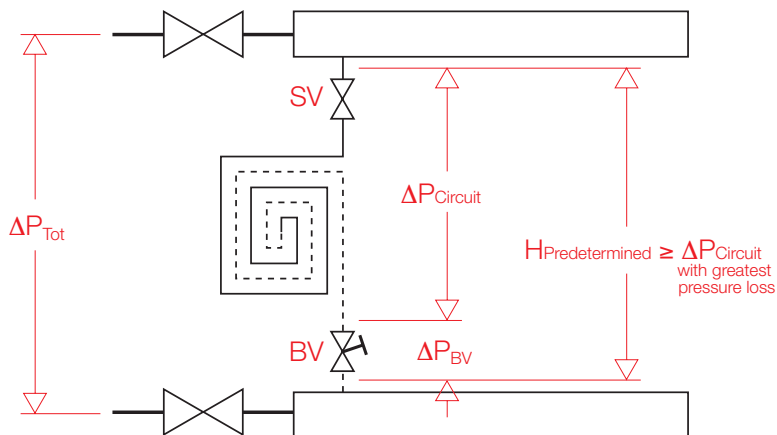 SV
ΔPCircuit
ΔPTot
HPredetermined ≥ ΔPCircuit
with greatest
pressure loss
BV
ΔPBV